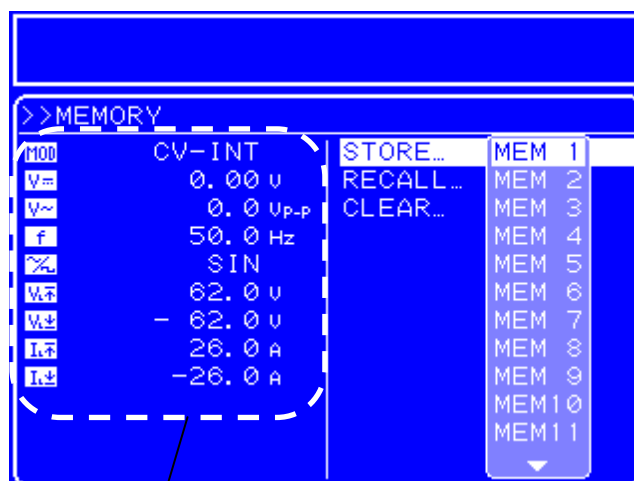 >>MEMORY
MOD CV-INT
V⎓ 0.00 V
V~ 0.0 Vp-p
f 50.0 Hz
SIN
62.0 V
- 62.0 V
26.0 A
-26.0 A
STORE…
RECALL…
CLEAR…
MEM 1
MEM 2
MEM 3
MEM 4
MEM 5
MEM 6
MEM 7
MEM 8
MEM 9
MEM10
MEM11